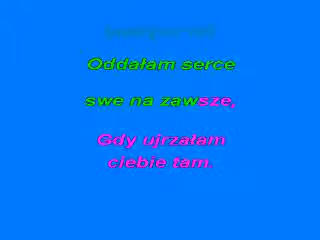 Oddałam serce
swe na zawsze,
Gdy ujrzałam
ciebie tam.